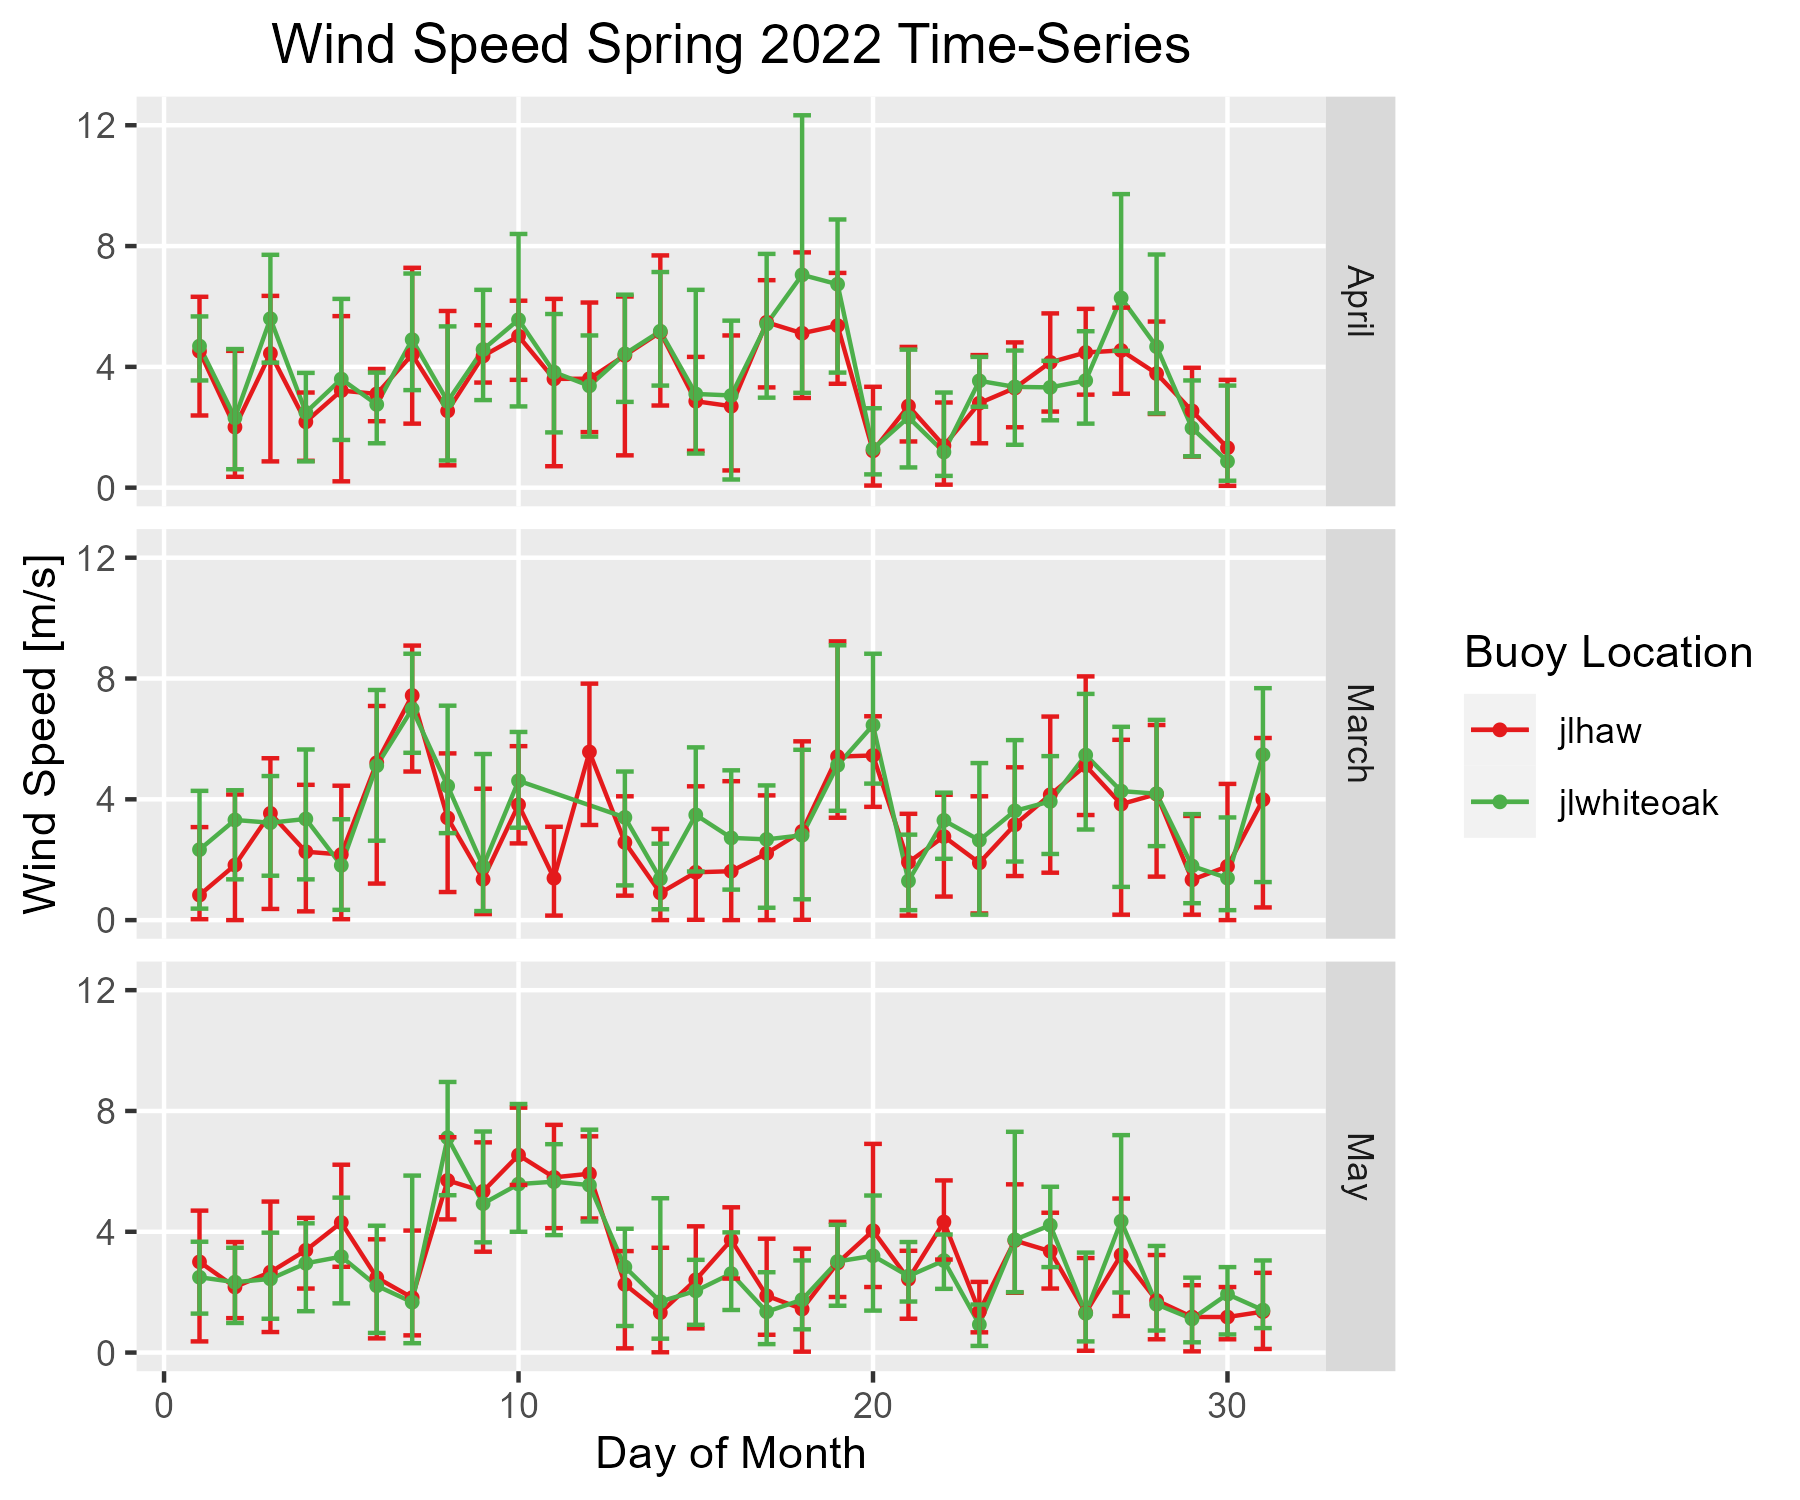 Wind Speed Spring 2022 Time-Series
12
8
4
0
April
Wind Speed [m/s]
12
8
4
0
March
12
8
4
0
May
0 10 20 30
Day of Month
Buoy Location
jlhaw
jlwhiteoak